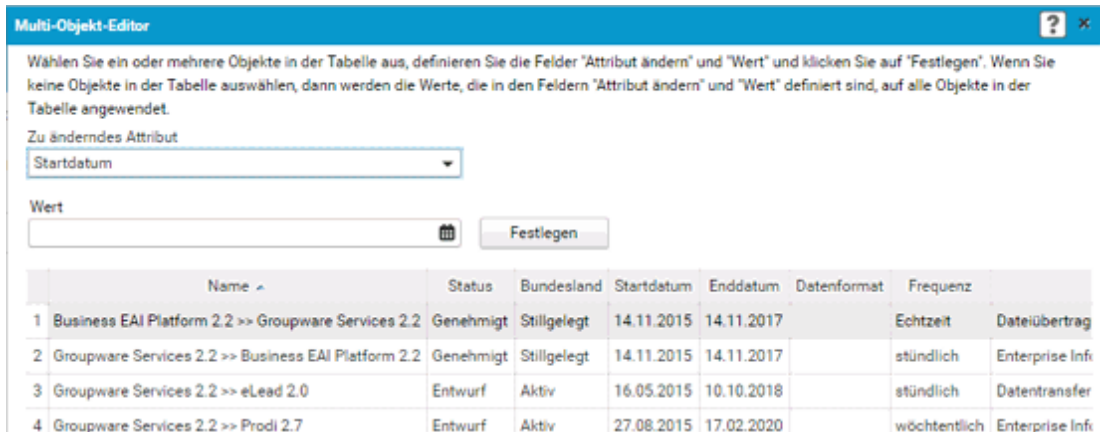 Multi-Objekt-Editor ? ×
Wählen Sie ein oder mehrere Objekte in der Tabelle aus, definieren Sie die Felder "Attribut ändern" und "Wert" und klicken Sie auf "Festlegen". Wenn Sie
keine Objekte in der Tabelle auswählen, dann werden die Werte, die in den Feldern "Attribut ändern" und "Wert" definiert sind, auf alle Objekte in der
Tabelle angewendet.
Zu änderndes Attribut
Startdatum
Wert
Festlegen
Name Status Bundesland Startdatum Enddatum Datenformat Frequenz
1 Business EAI Platform 2.2 >> Groupware Services 2.2 Genehmigt Stillgelegt 14.11.2015 14.11.2017 Echtzeit Dateiübertrag
2 Groupware Services 2.2 >> Business EAI Platform 2.2 Genehmigt Stillgelegt 14.11.2015 14.11.2017 stündlich Enterprise Info
3 Groupware Services 2.2 >> eLead 2.0 Entwurf Aktiv 16.05.2015 10.10.2018 stündlich Datentransfer
4 Groupware Services 2.2 >> Prodi 2.7 Entwurf Aktiv 27.08.2015 17.02.2020 wöchtentlich Enterprise Info